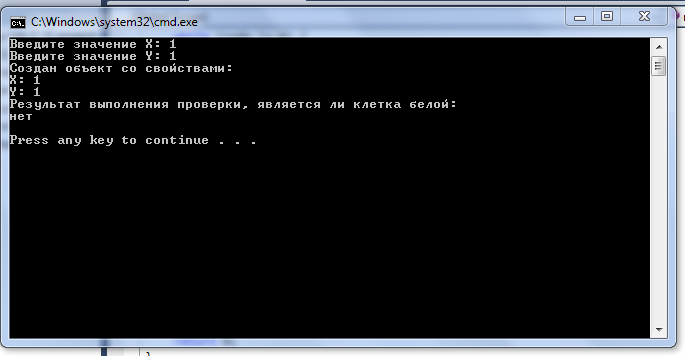 C:\Windows\system32\cmd.exe
Введите значение X: 1
Введите значение Y: 1
Создан объект со свойствами:
X: 1
Y: 1
Результат выполнения проверки, является ли клетка белой:
нет
Press any key to continue . . .
}